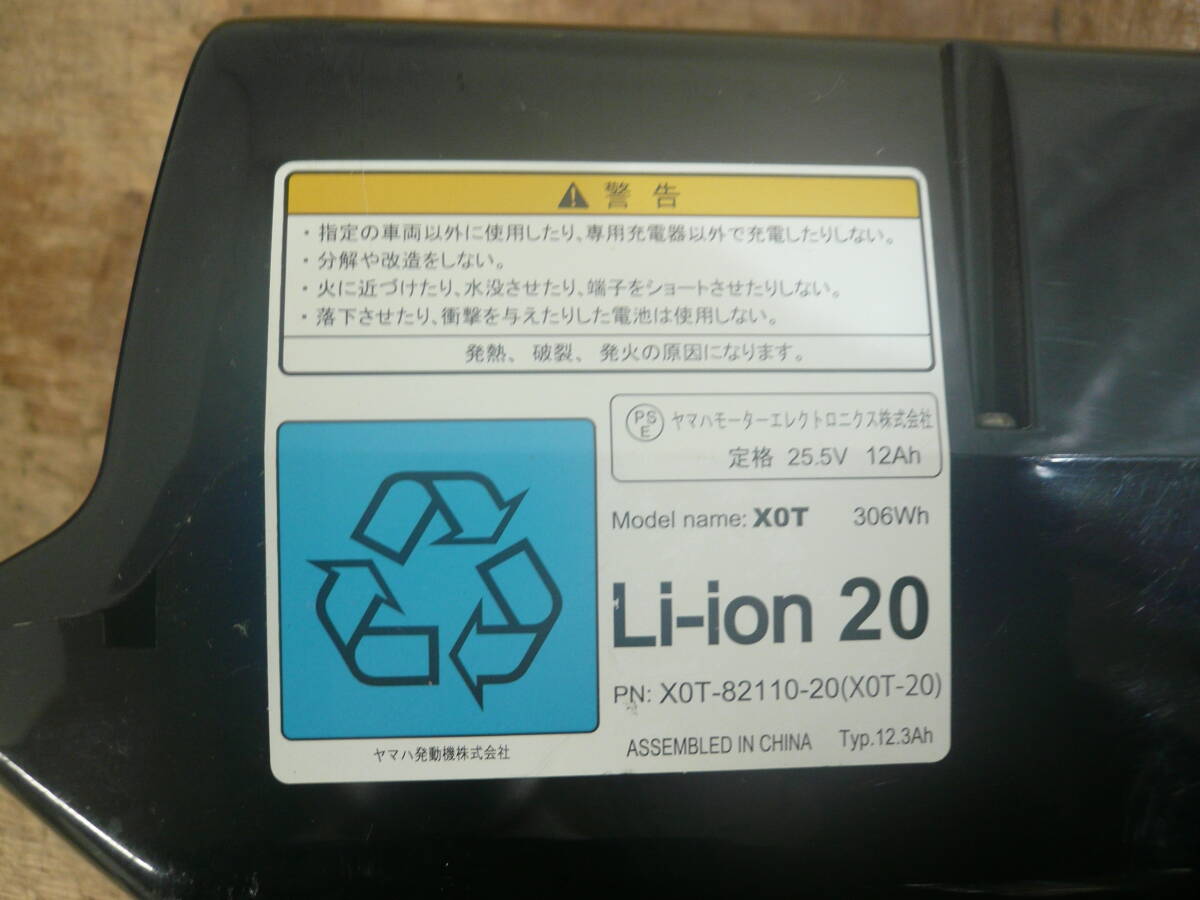 警告
・指定の車両以外に使用したり、専用充電器以外で充電したりしない。
・分解や改造をしない。
・火に近づけたり、水没させたり、端子をショートさせたりしない。
・落下させたり、衝撃を与えたりした電池は使用しない。
発熱、破裂、発火の原因になります。
PS
E
ヤマハモーターエレクトロニクス株式会社
定格 25.5V 12Ah
Model name: X0T 306Wh
Li-ion 20
PN: X0T-82110-20(X0T-20)
ASSEMBLED IN CHINA Typ.12.3Ah
ヤマハ発動機株式会社